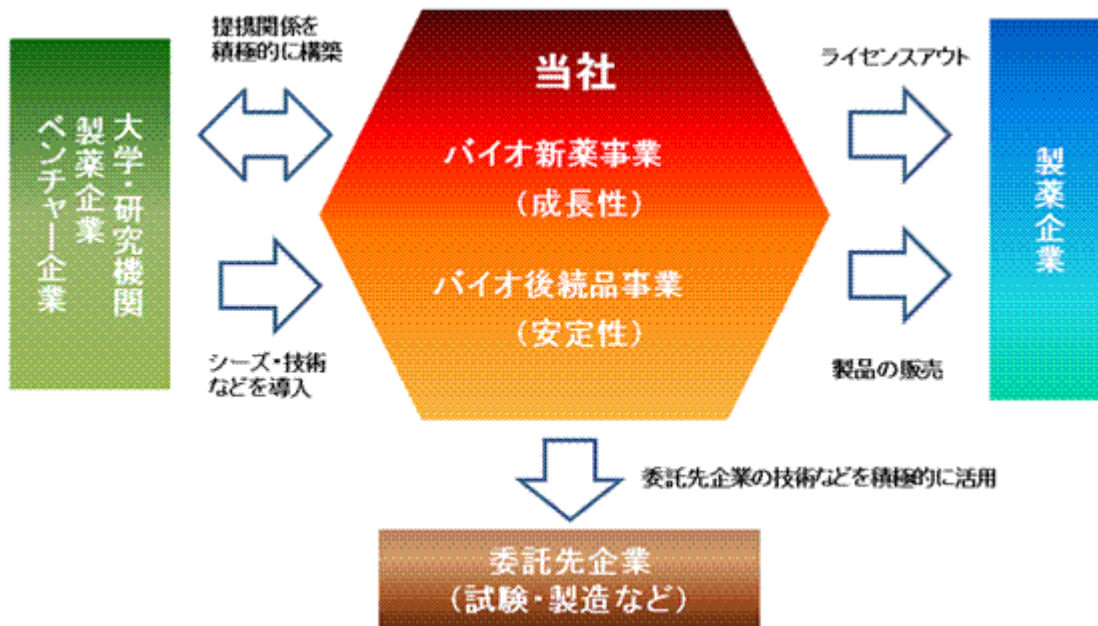 提携関係を
積極的に構築
大学・研究機関
製薬企業
ベンチャー企業
シーズ・技術
などを導入
当社
バイオ新薬事業
（成長性）
バイオ後続品事業
（安定性）
ライセンスアウト
製品の販売
製薬企業
委託先企業の技術などを積極的に活用
委託先企業
（試験・製造など）